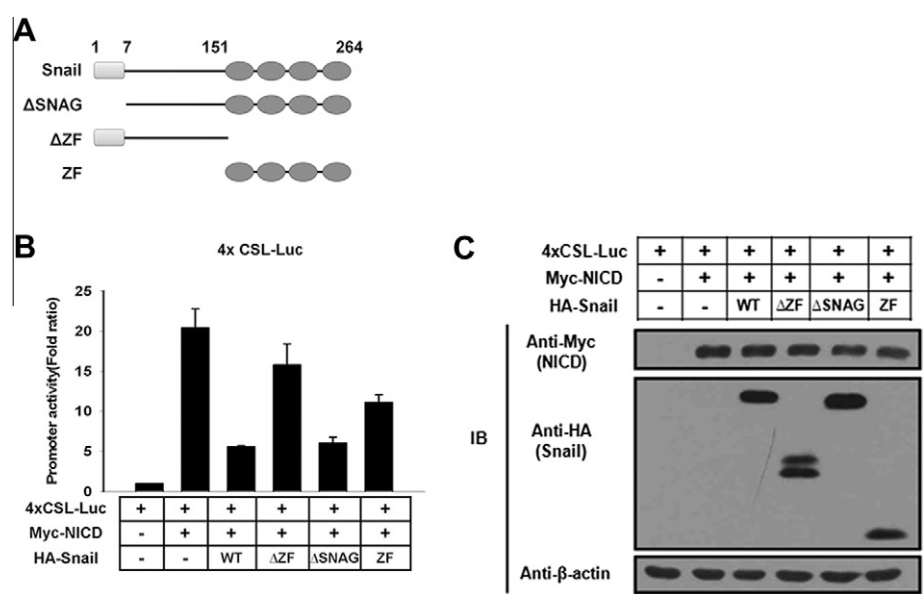 A
1 7 151 264
Snail
ΔSNAG
ΔZF
ZF
B
4x CSL-Luc
Promoter activity(Fold ratio)
25
20
15
10
5
0
4xCSL-Luc + + + + + +
Myc-NICD - + + + + +
HA-Snail - - WT ΔZF ΔSNAG ZF
C
4xCSL-Luc + + + + + +
Myc-NICD - + + + + +
HA-Snail - - WT ΔZF ΔSNAG ZF
IB
Anti-Myc
(NICD)
Anti-HA
(Snail)
Anti-β-actin